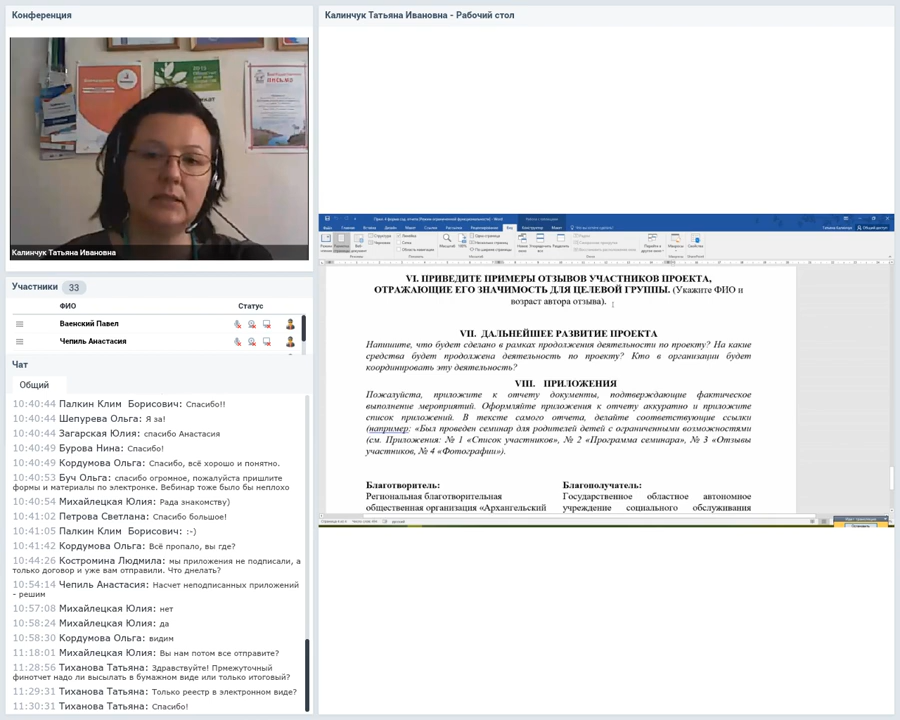 Конференция
Калинчук Татьяна Ивановна - Рабочий стол
Калинчук Татьяна Ивановна
Участники 33
ФИО Статус
Ваенский Павел
Чепиль Анастасия
Чат
Общий
10:40:44 Палкин Клим Борисович: Спасибо!!
10:40:44 Шепурева Ольга: Я за!
10:40:44 Загарская Юлия: спасибо Анастасия
10:40:49 Бурова Нина: Спасибо!
10:40:49 Кордумова Ольга: Спасибо, всё хорошо и понятно.
10:40:53 Буч Ольга: спасибо огромное, пожалуйста пришлите
формы и материалы по электронке. Вебинар тоже было бы неплохо
10:40:54 Михайлецкая Юлия: Рада знакомству)
10:41:02 Петрова Светлана: Спасибо большое!
10:41:05 Палкин Клим Борисович: :-)
10:41:42 Кордумова Ольга: Всё пропало, вы где?
10:44:26 Костромина Людмила: мы приложения не подписали, а
только договор и уже вам отправили. Что днелать?
10:54:14 Чепиль Анастасия: Насчет неподписанных приложений
- решим
10:57:08 Михайлецкая Юлия: нет
10:58:24 Михайлецкая Юлия: да
10:58:30 Кордумова Ольга: видим
11:18:01 Михайлецкая Юлия: Вы нам потом все отправите?
11:28:56 Тиханова Татьяна: Здравствуйте! Прмежуточный
финотчет надо ли высылать в бумажном виде или только итоговый?
11:29:31 Тиханова Татьяна: Только реестр в электронном виде?
11:30:31 Тиханова Татьяна: Спасибо!
VI. ПРИВЕДИТЕ ПРИМЕРЫ ОТЗЫВОВ УЧАСТНИКОВ ПРОЕКТА,
ОТРАЖАЮЩИЕ ЕГО ЗНАЧИМОСТЬ ДЛЯ ЦЕЛЕВОЙ ГРУППЫ. (Укажите ФИО и
возраст автора отзыва).
VII. ДАЛЬНЕЙШЕЕ РАЗВИТИЕ ПРОЕКТА
Напишите, что будет сделано в рамках продолжения деятельности по проекту? На какие
средства будет продолжена деятельность по проекту? Кто в организации будет
координировать эту деятельность?
VIII. ПРИЛОЖЕНИЯ
Пожалуйста, приложите к отчету документы, подтверждающие фактическое
выполнение мероприятий. Оформляйте приложения к отчету аккуратно и приложите
список приложений. В тексте самого отчета, делайте соответствующие ссылки
(например: «Был проведен семинар для родителей детей с ограниченными возможностями
(см. Приложения: № 1 «Список участников», № 2 «Программа семинара», № 3 «Отзывы
участников, № 4 «Фотографии»).
Благотворитель: Благополучатель:
Региональная благотворительная Государственное областное автономное
общественная организация «Архангельский учреждение социального обслуживания